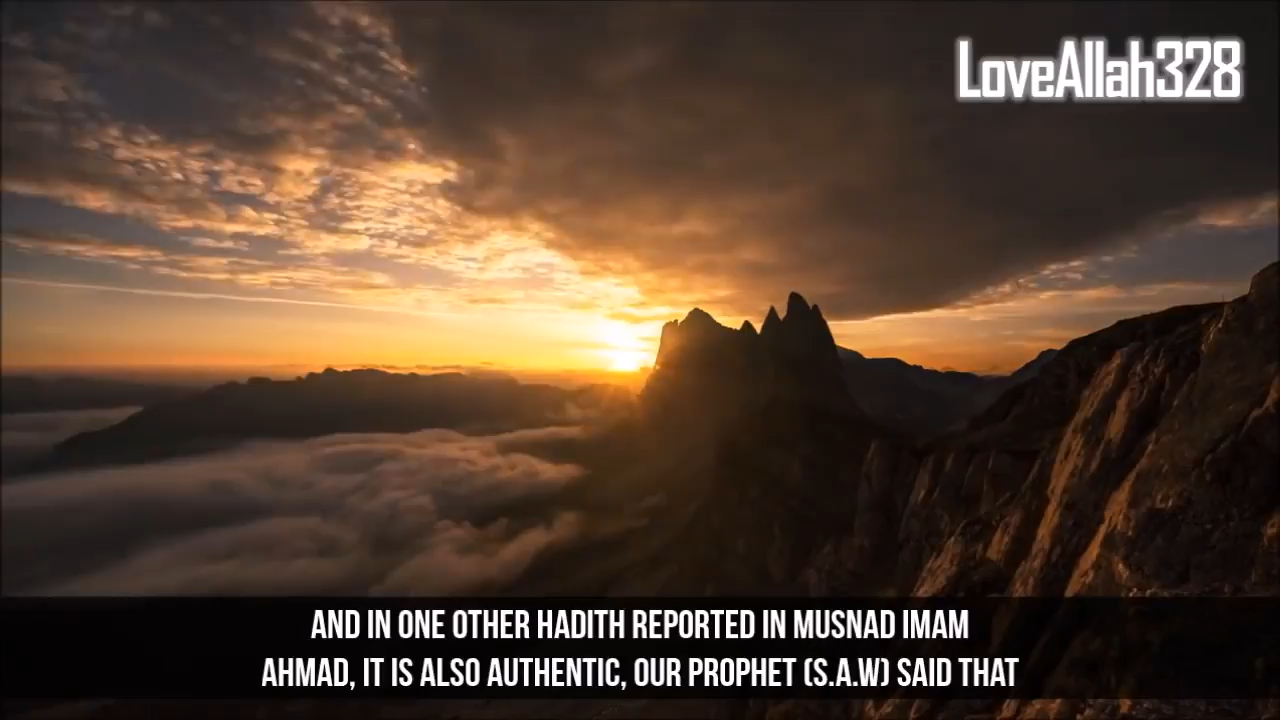 LoveAllah328
AND IN ONE OTHER HADITH REPORTED IN MUSNAD IMAM
AHMAD, IT IS ALSO AUTHENTIC, OUR PROPHET (S.A.W) SAID THAT